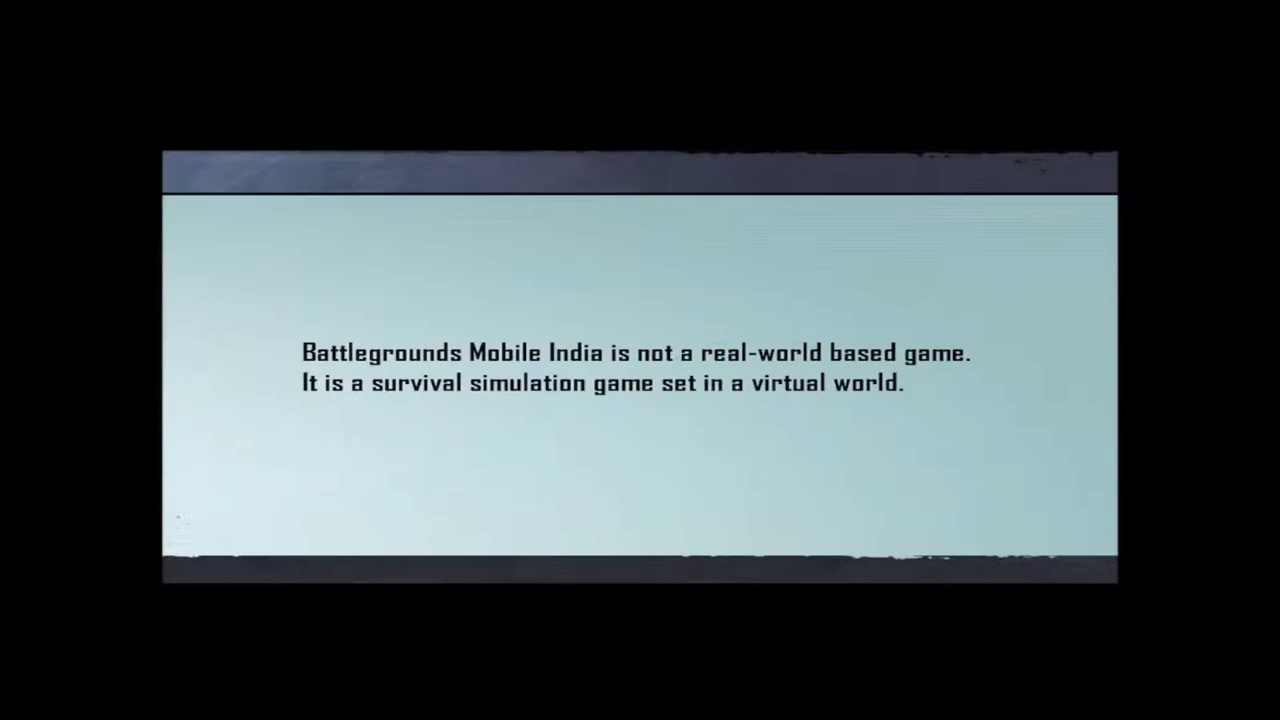 Battlegrounds Mobile India is not a real-world based game.
It is a survival simulation game set in a virtual world.